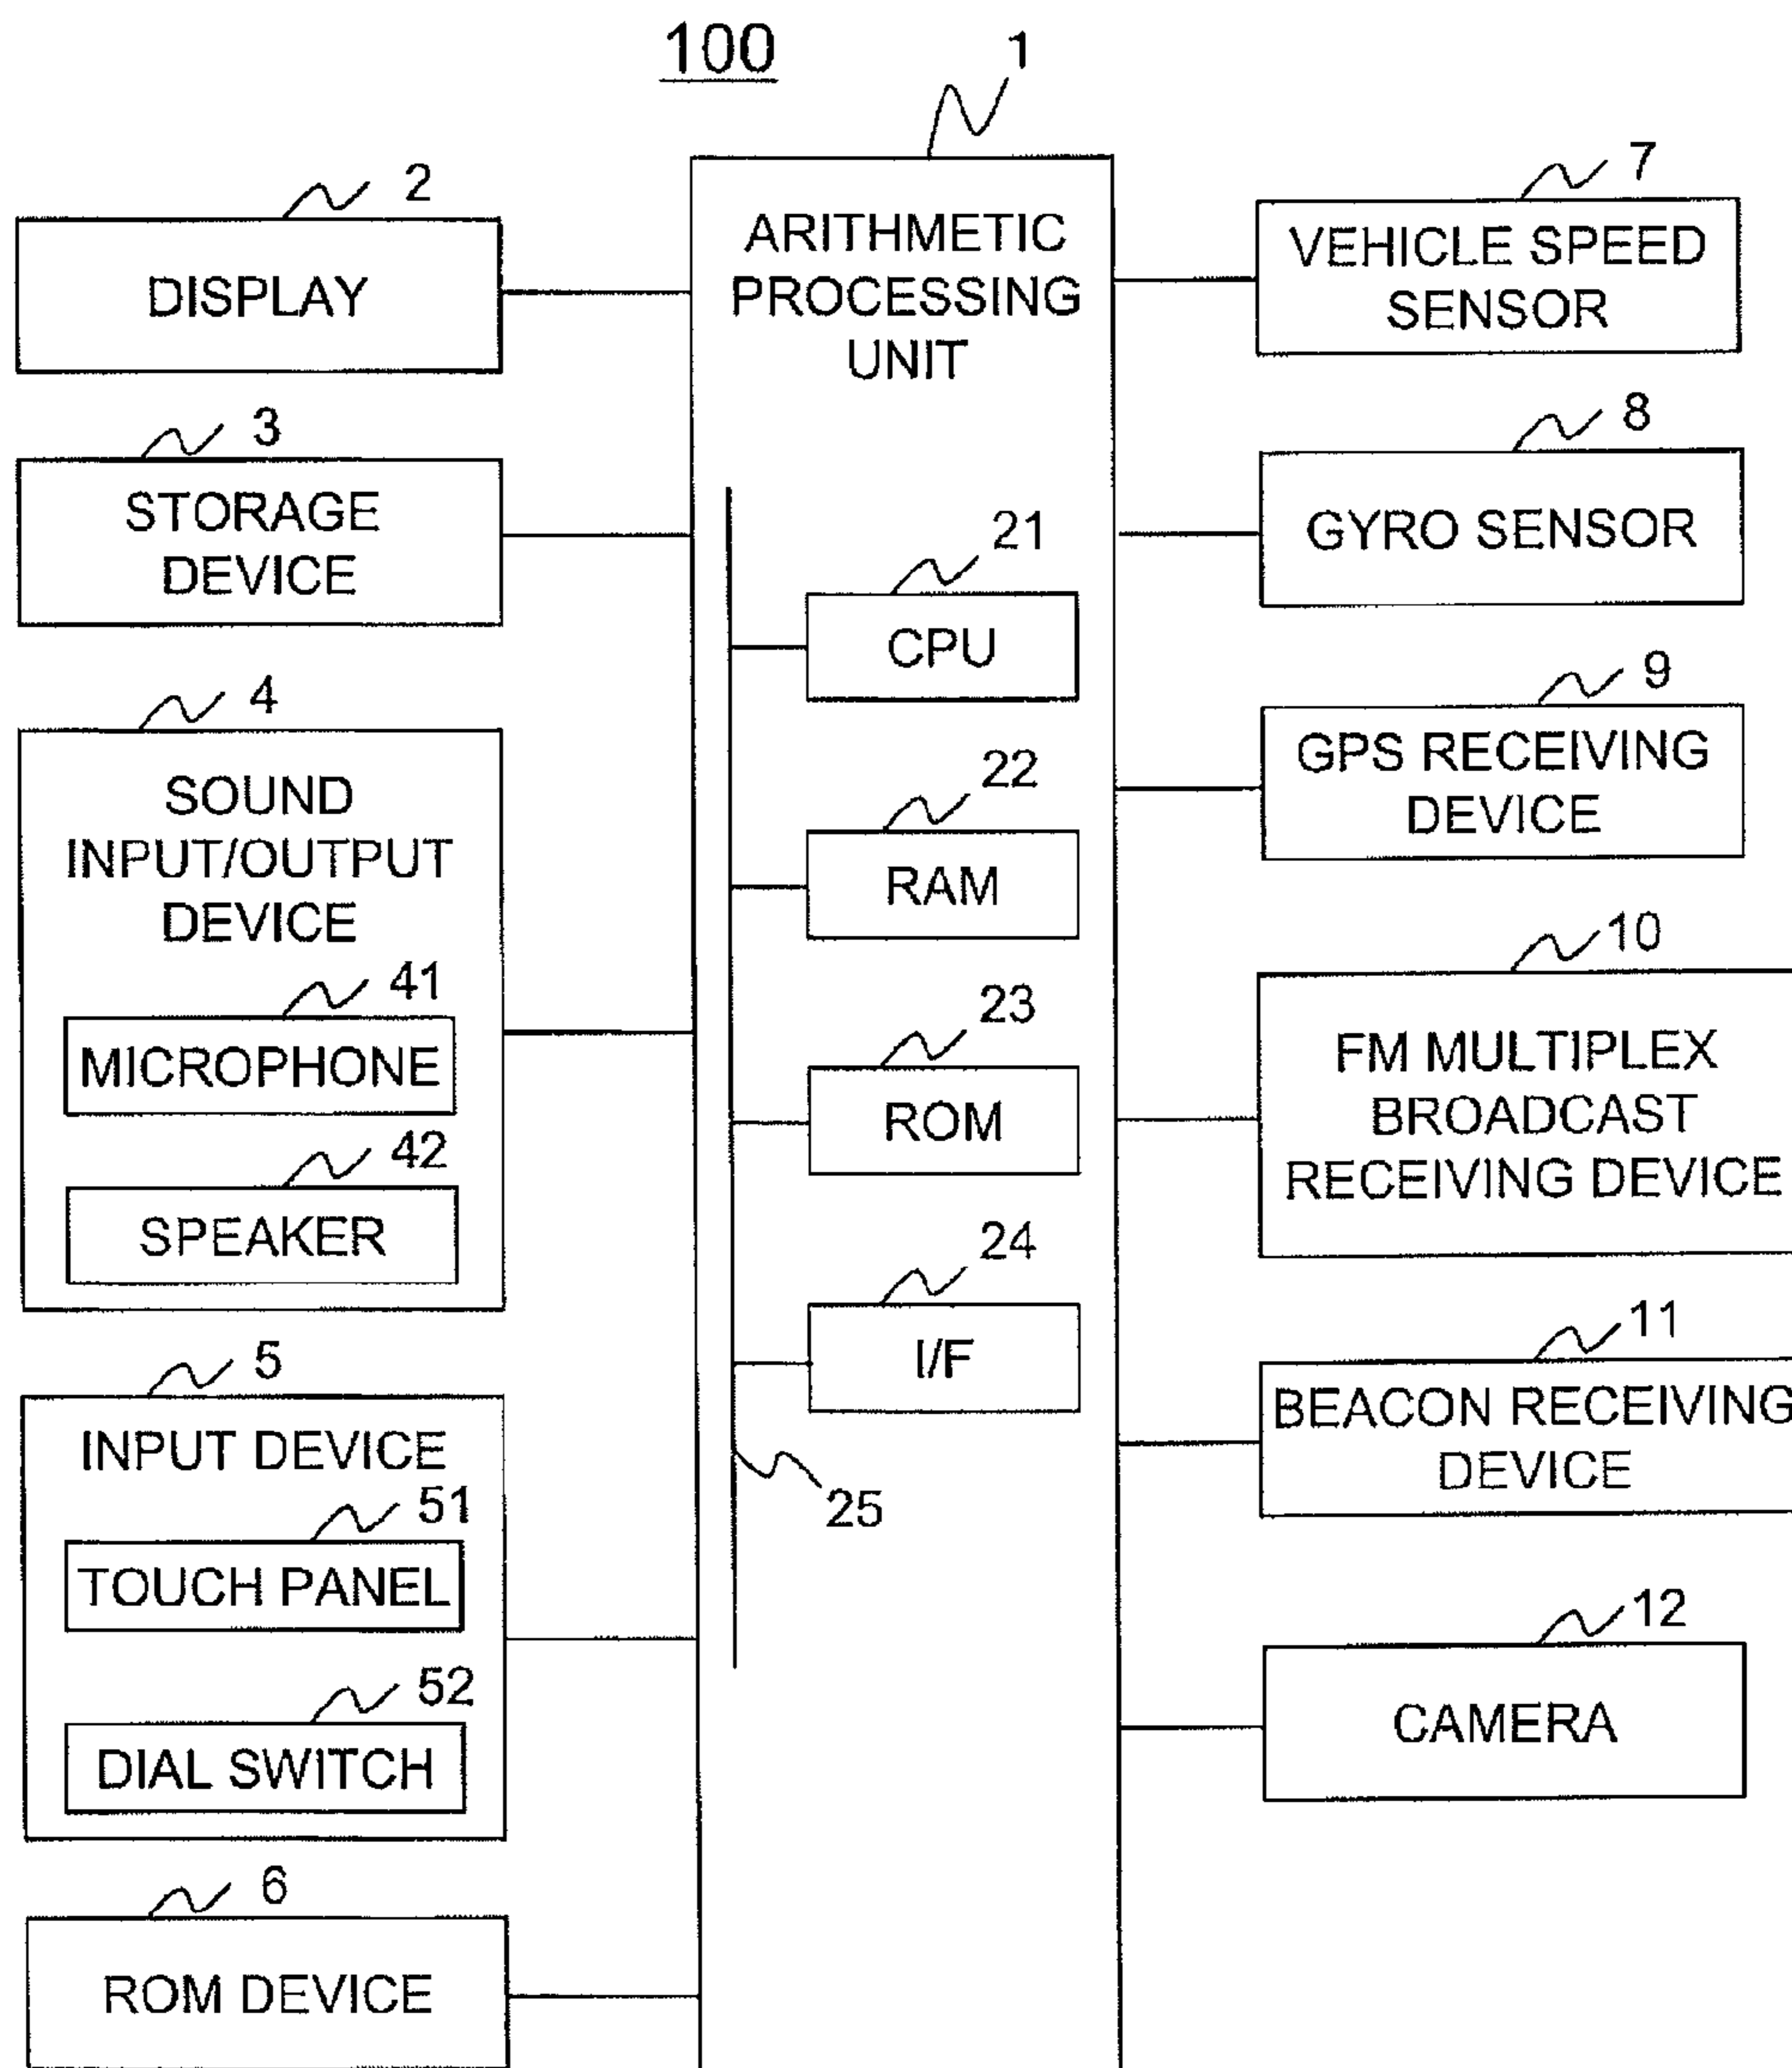 100
1
ARITHMETIC
PROCESSING
UNIT
2
DISPLAY
3
STORAGE
DEVICE
4
SOUND
INPUT/OUTPUT
DEVICE
41
MICROPHONE
42
SPEAKER
5
INPUT DEVICE
51
TOUCH PANEL
52
DIAL SWITCH
6
ROM DEVICE
21
CPU
22
RAM
23
ROM
24
I/F
25
7
VEHICLE SPEED
SENSOR
8
GYRO SENSOR
9
GPS RECEIVING
DEVICE
10
FM MULTIPLEX
BROADCAST
RECEIVING DEVICE
11
BEACON RECEIVING
DEVICE
12
CAMERA